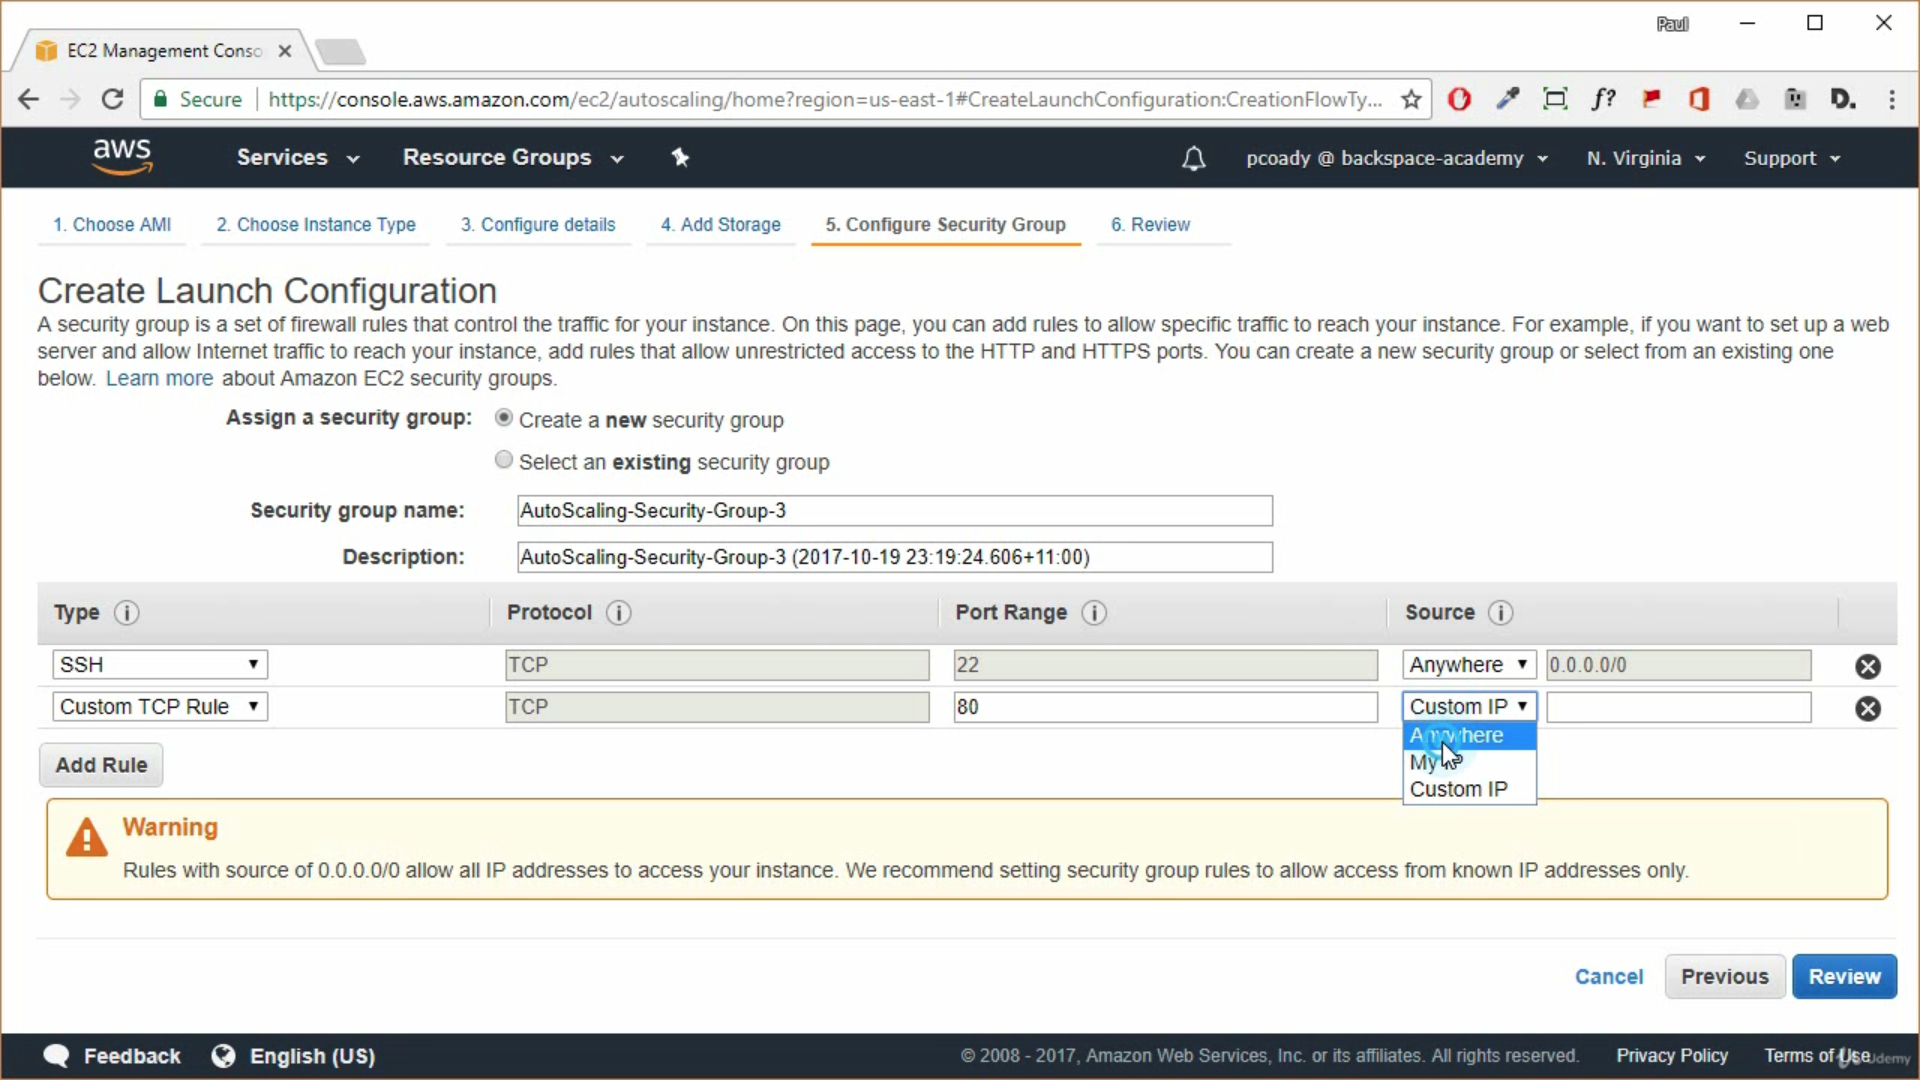 Paul
EC2 Management Conso
Secure https://console.aws.amazon.com/ec2/autoscaling/home?region=us-east-1#CreateLaunchConfiguration:CreationFlowTy...
f?
D.
aws Services Resource Groups pcoady @ backspace-academy N. Virginia Support
1. Choose AMI 2. Choose Instance Type 3. Configure details 4. Add Storage 5. Configure Security Group 6. Review
Create Launch Configuration
A security group is a set of firewall rules that control the traffic for your instance. On this page, you can add rules to allow specific traffic to reach your instance. For example, if you want to set up a web
server and allow Internet traffic to reach your instance, add rules that allow unrestricted access to the HTTP and HTTPS ports. You can create a new security group or select from an existing one
below. Learn more about Amazon EC2 security groups.
Assign a security group: Create a new security group
Select an existing security group
Security group name: AutoScaling-Security-Group-3
Description: AutoScaling-Security-Group-3 (2017-10-19 23:19:24.606+11:00)
Type Protocol Port Range Source
SSH TCP 22 Anywhere 0.0.0.0/0
Custom TCP Rule TCP 80 Custom IP
Anywhere
My
Custom IP
Add Rule
Warning
Rules with source of 0.0.0.0/0 allow all IP addresses to access your instance. We recommend setting security group rules to allow access from known IP addresses only.
Cancel Previous Review
Feedback English (US) © 2008 - 2017, Amazon Web Services, Inc. or its affiliates. All rights reserved. Privacy Policy Terms of Use
Udemy